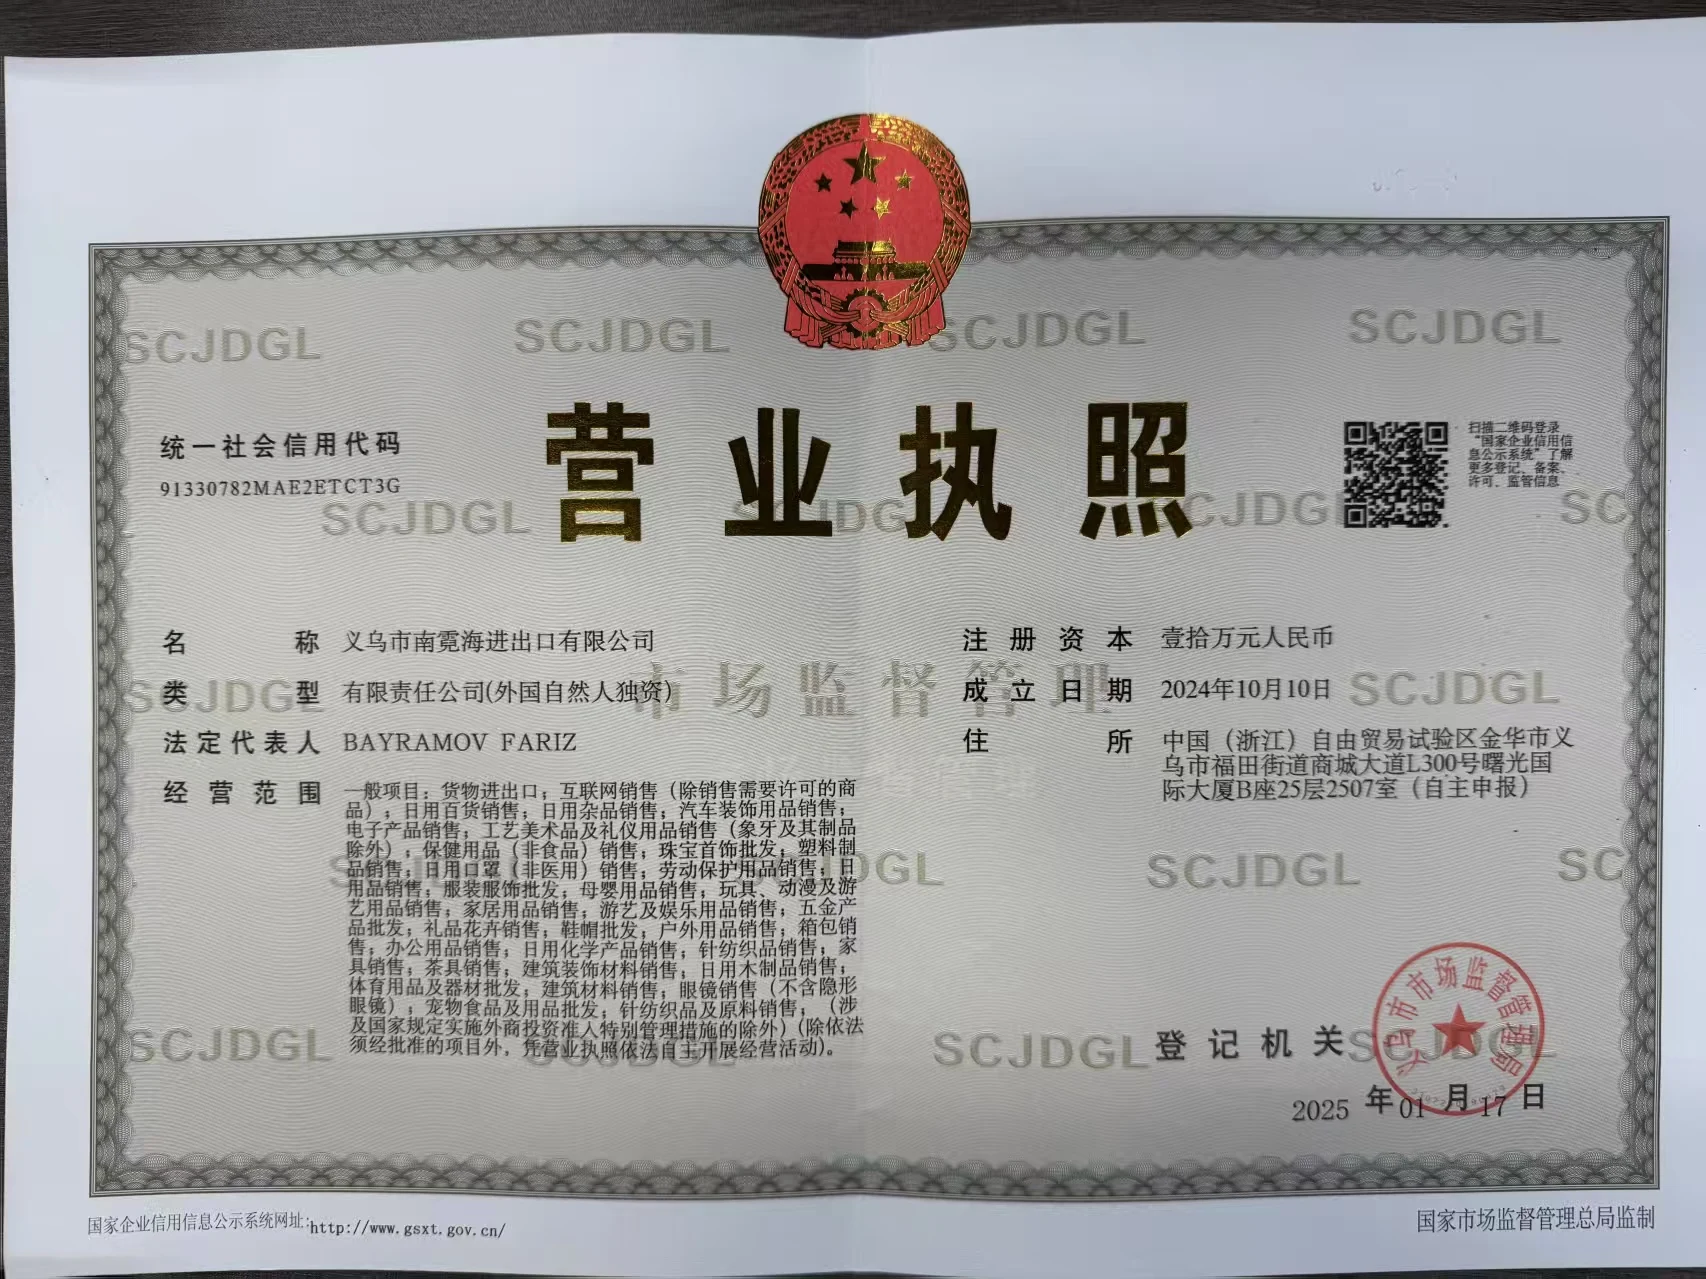 统一社会信用代码
91330782MAE2ETCT3G
营业执照
扫描二维码登录
“国家企业信用信
息公示系统”了解
更多登记、备案、
许可、监管信息
名称 义乌市南霓海进出口有限公司
类型 有限责任公司(外国自然人独资)
法定代表人 BAYRAMOV FARIZ
经营范围 一般项目：货物进出口；互联网销售（除销售需要许可的商
品）；日用百货销售；日用杂品销售；汽车装饰用品销售；
电子产品销售；工艺美术品及礼仪用品销售（象牙及其制品
除外）；保健用品（非食品）销售；珠宝首饰批发；塑料制
品销售；日用口罩（非医用）销售；劳动保护用品销售；日
用品销售；服装服饰批发；母婴用品销售；玩具、动漫及游
艺用品销售；家居用品销售；游艺及娱乐用品销售；五金产
品批发；礼品花卉销售；鞋帽批发；户外用品销售；箱包销
售；办公用品销售；日用化学产品销售；针纺织品销售；家
具销售；茶具销售；建筑装饰材料销售；日用木制品销售；
体育用品及器材批发；建筑材料销售；眼镜销售（不含隐形
眼镜）；宠物食品及用品批发；针纺织品及原料销售；（涉
及国家规定实施外商投资准入特别管理措施的除外）(除依法
须经批准的项目外，凭营业执照依法自主开展经营活动)。
注册资本 壹拾万元人民币
成立日期 2024年10月10日
住所 中国（浙江）自由贸易试验区金华市义
乌市福田街道商城大道L300号曙光国
际大厦B座25层2507室（自主申报）
登记机关
义乌市市场监督管理局
2025 年 01 月 17 日
国家企业信用信息公示系统网址:http://www.gsxt.gov.cn/
国家市场监督管理总局监制
SCJDGL
市场监督管理